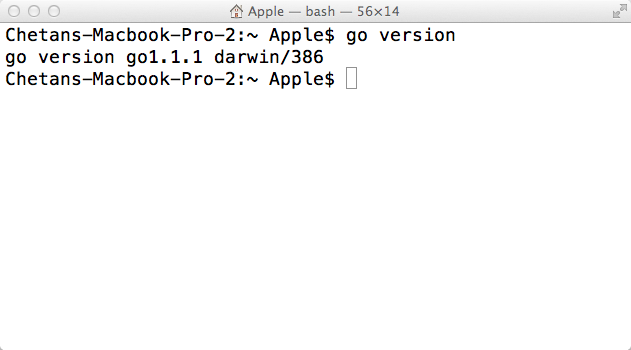 Apple — bash — 56×14
Chetans-Macbook-Pro-2:~ Apple$ go version
go version go1.1.1 darwin/386
Chetans-Macbook-Pro-2:~ Apple$